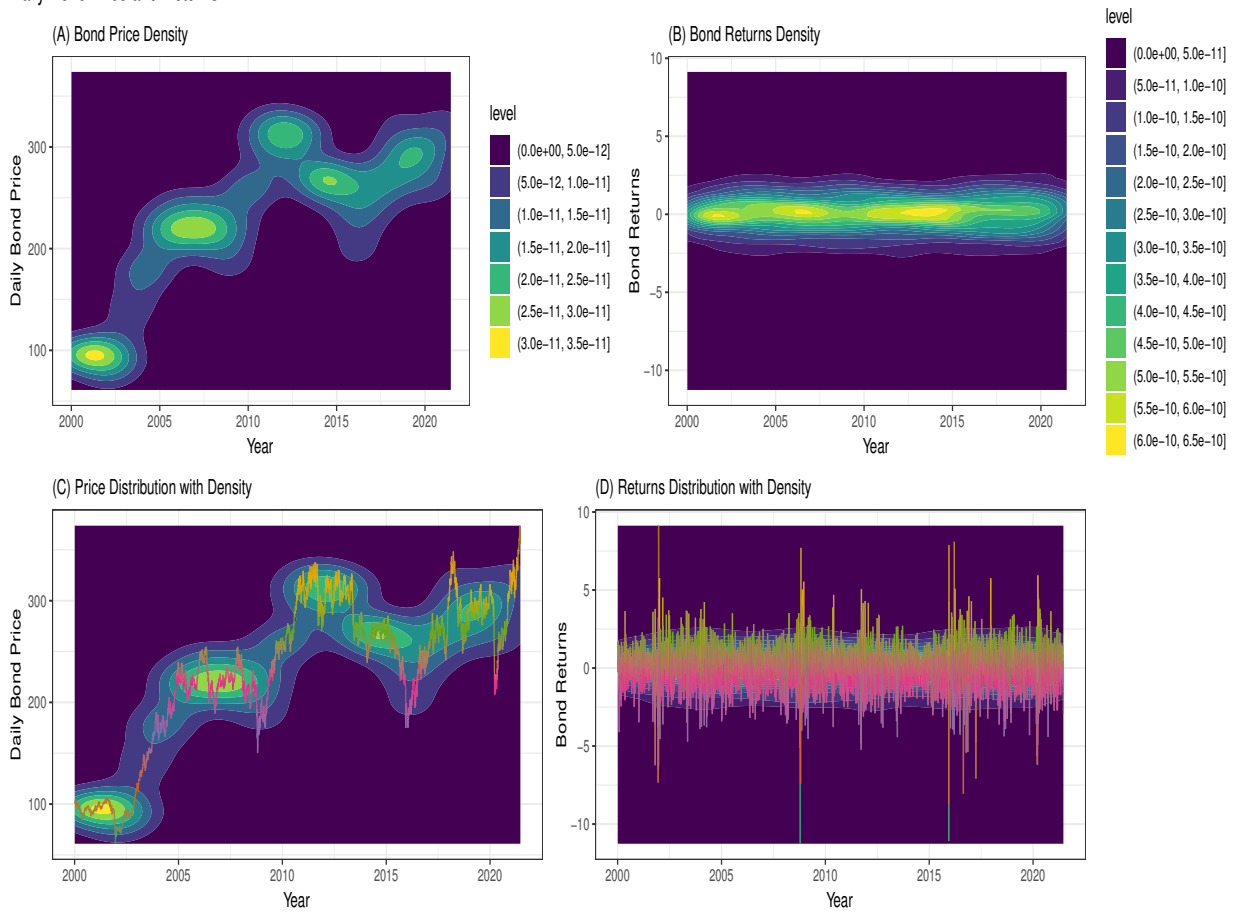 (A) Bond Price Density
Daily Bond Price
300
200
100
2000 2005 2010 2015 2020
Year
level
(0.0e+00, 5.0e−12]
(5.0e−12, 1.0e−11]
(1.0e−11, 1.5e−11]
(1.5e−11, 2.0e−11]
(2.0e−11, 2.5e−11]
(2.5e−11, 3.0e−11]
(3.0e−11, 3.5e−11]
(B) Bond Returns Density
Bond Returns
10
5
0
−5
−10
2000 2005 2010 2015 2020
Year
level
(0.0e+00, 5.0e−11]
(5.0e−11, 1.0e−10]
(1.0e−10, 1.5e−10]
(1.5e−10, 2.0e−10]
(2.0e−10, 2.5e−10]
(2.5e−10, 3.0e−10]
(3.0e−10, 3.5e−10]
(3.5e−10, 4.0e−10]
(4.0e−10, 4.5e−10]
(4.5e−10, 5.0e−10]
(5.0e−10, 5.5e−10]
(5.5e−10, 6.0e−10]
(6.0e−10, 6.5e−10]
(C) Price Distribution with Density
Daily Bond Price
300
200
100
2000 2005 2010 2015 2020
Year
(D) Returns Distribution with Density
Bond Returns
10
5
0
−5
−10
2000 2005 2010 2015 2020
Year